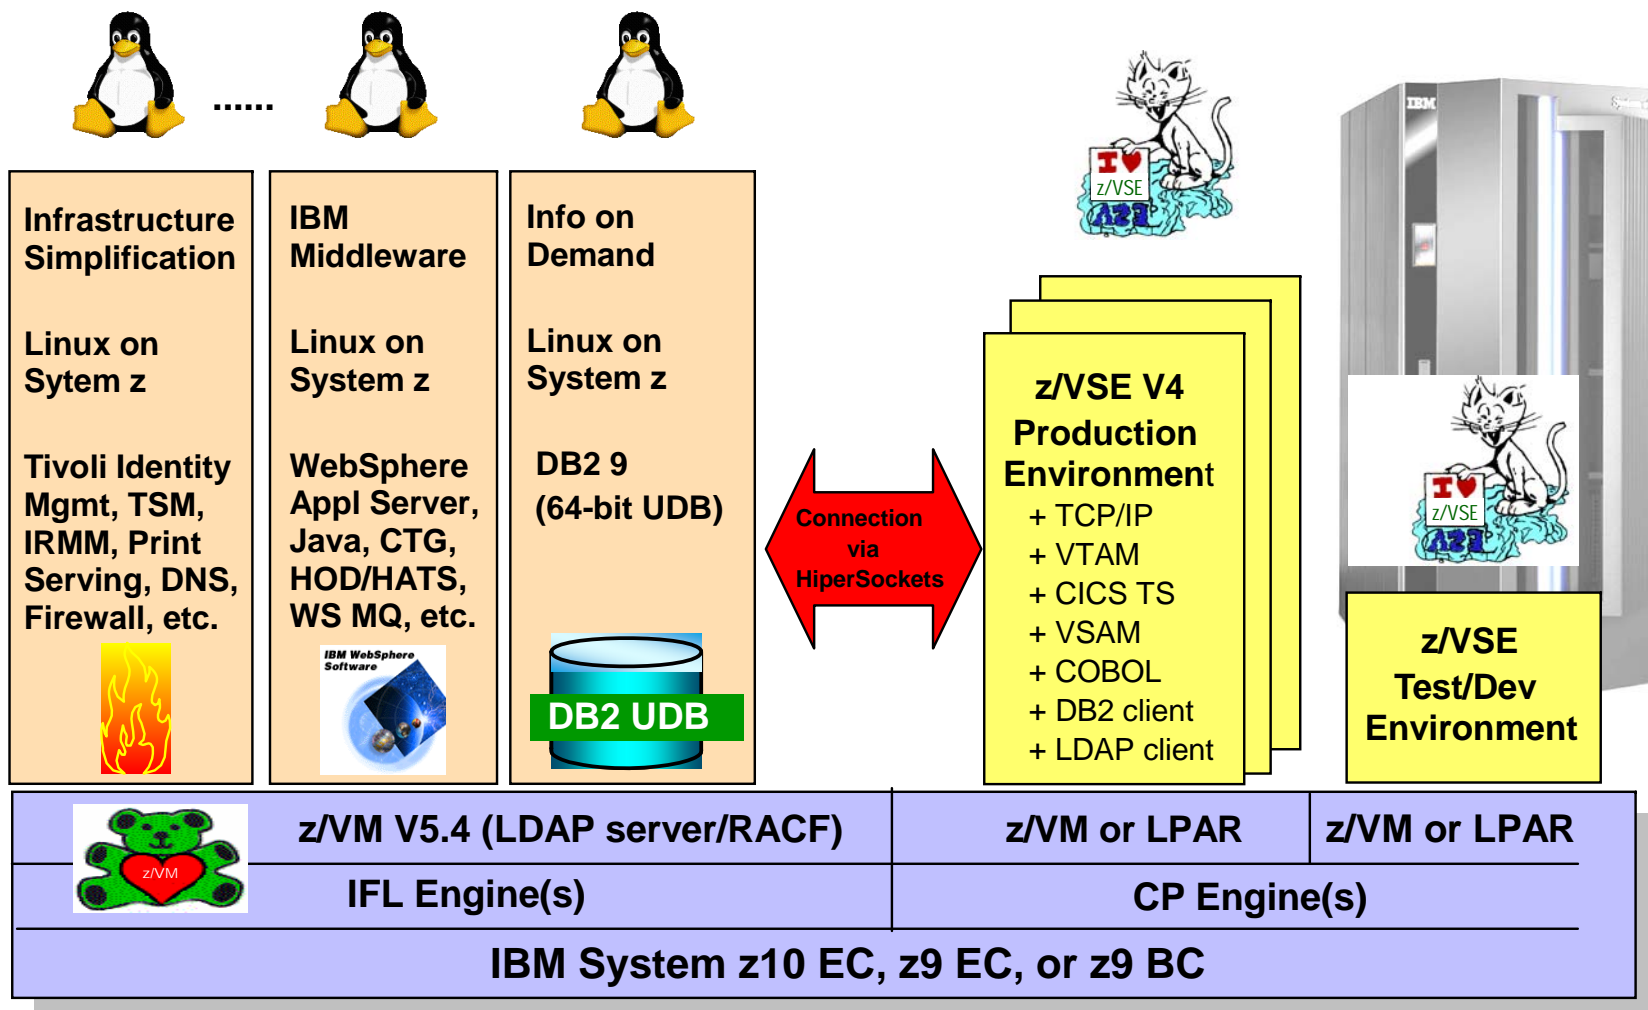 ......
Infrastructure
Simplification
Linux on
Sytem z
Tivoli Identity
Mgmt, TSM,
IRMM, Print
Serving, DNS,
Firewall, etc.
IBM
Middleware
Linux on
System z
WebSphere
Appl Server,
Java, CTG,
HOD/HATS,
WS MQ, etc.
IBM WebSphere
Software
Info on
Demand
Linux on
System z
DB2 9
(64-bit UDB)
DB2 UDB
Connection
via
HiperSockets
I ♥
z/VSE
z/VSE V4
Production
Environment
+ TCP/IP
+ VTAM
+ CICS TS
+ VSAM
+ COBOL
+ DB2 client
+ LDAP client
IBM
System
I ♥
z/VSE
z/VSE
Test/Dev
Environment
z/VM
z/VM V5.4 (LDAP server/RACF)
z/VM or LPAR
z/VM or LPAR
IFL Engine(s)
CP Engine(s)
IBM System z10 EC, z9 EC, or z9 BC